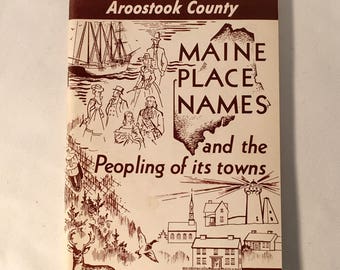 Aroostook County
MAINE
PLACE
NAMES
and the
Peopling of its towns